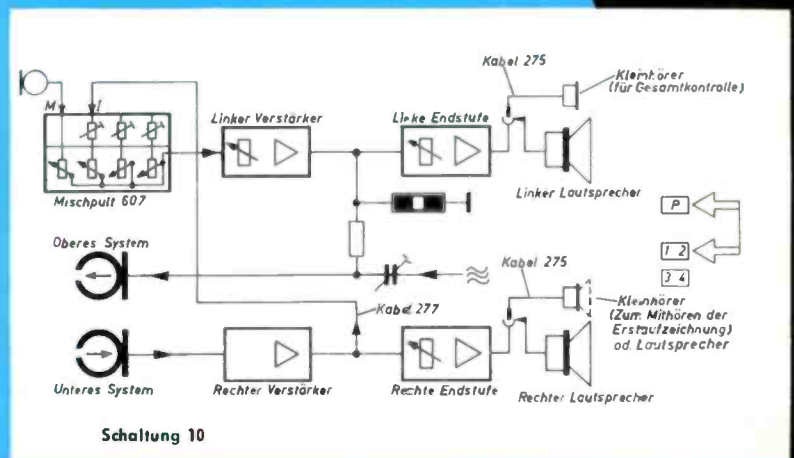 Kabel 275
Kleinhörer
(für Gesamtkontrolle)
M
I
Linker Verstärker
Linke Endstufe
Mischpult 607
Linker Lautsprecher
P
Oberes System
1 2
Kabel 275
3 4
Kabel 277
Kleinhörer
(Zum Mithören der
Erstaufzeichnung)
od. Lautsprecher
Unteres System
Rechter Verstärker
Rechte Endstufe
Rechter Lautsprecher
Schaltung 10